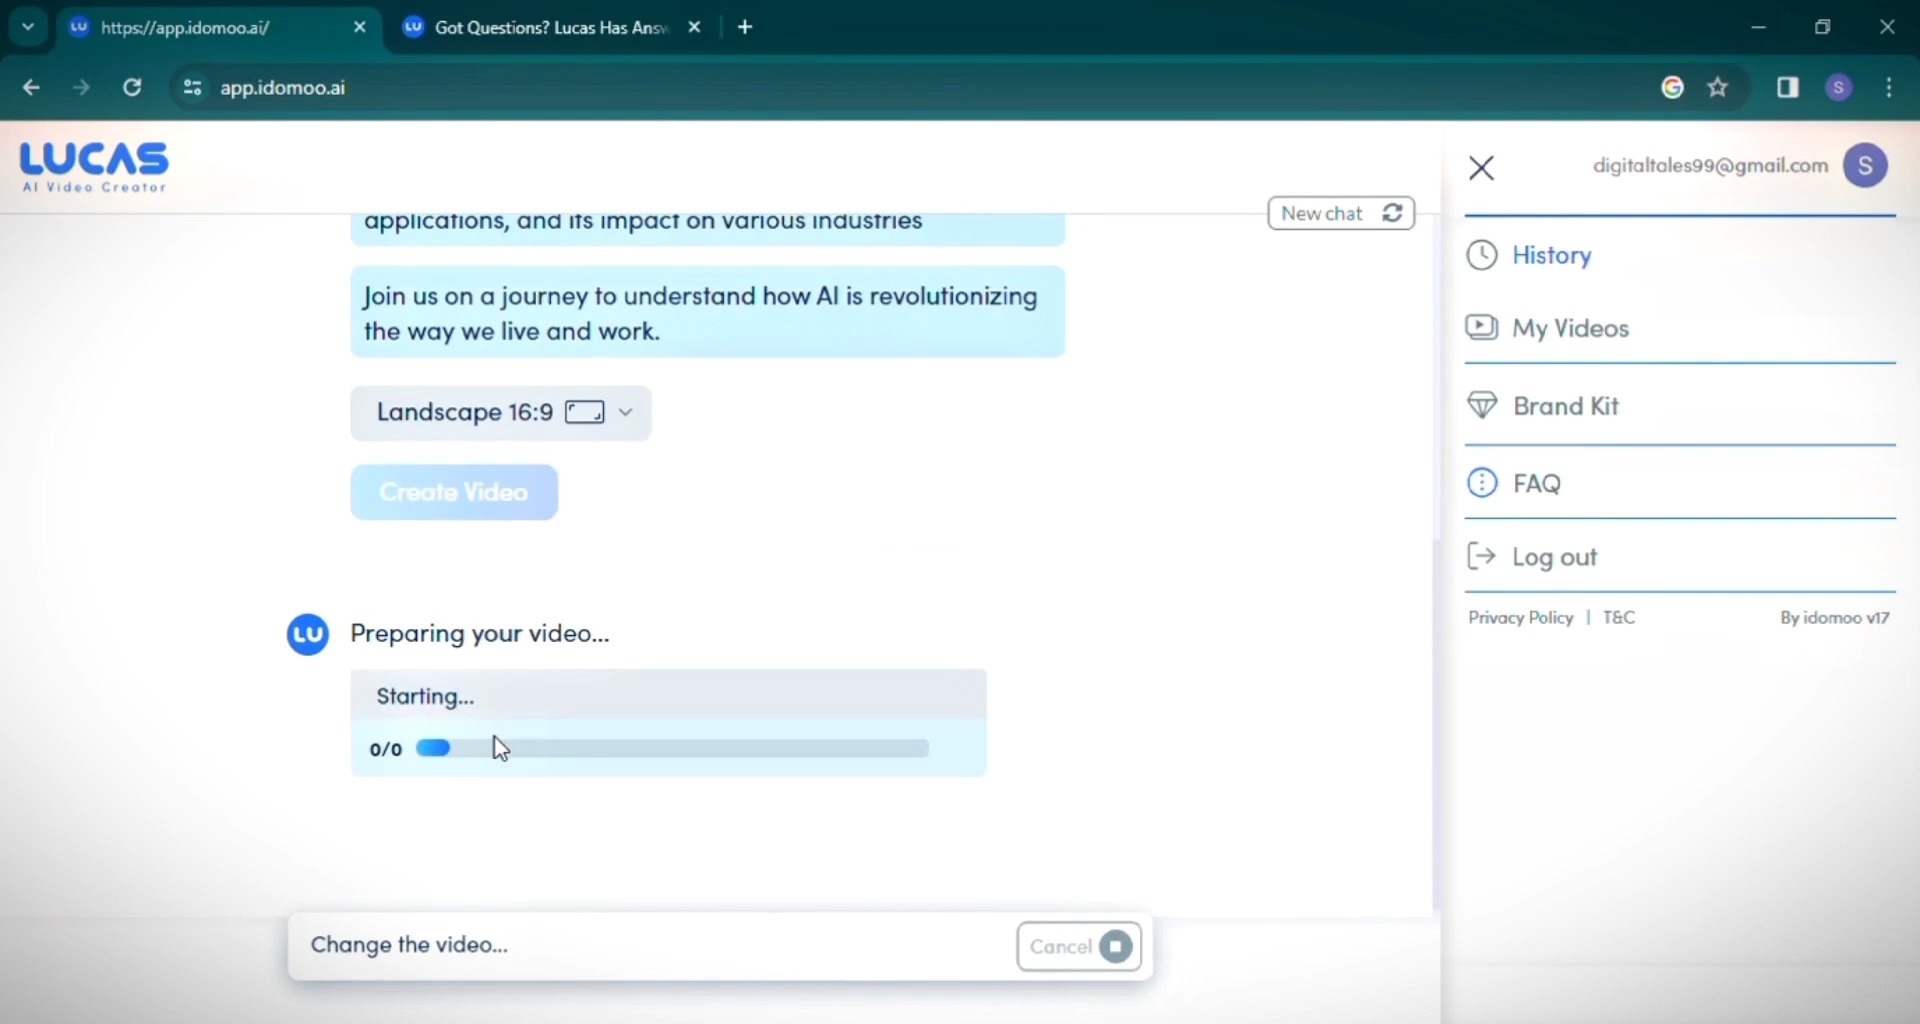 https://app.idomoo.ai/
Got Questions? Lucas Has Answ
app.idomoo.ai
S
LUCAS
AI Video Creator
digitaltales99@gmail.com
S
New chat
applications, and its impact on various industries
Join us on a journey to understand how AI is revolutionizing
the way we live and work.
Landscape 16:9
Create Video
LU
Preparing your video...
Starting...
0/0
Change the video...
Cancel
History
My Videos
Brand Kit
FAQ
Log out
Privacy Policy | T&C
By idomoo v17